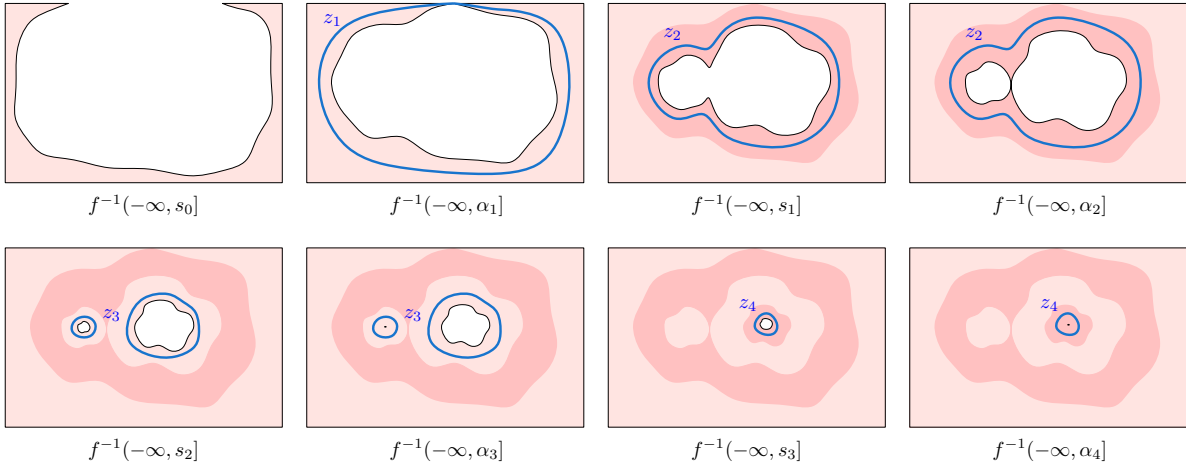 z₁ z₂ z₂
f⁻¹(−∞, s₀] f⁻¹(−∞, α₁] f⁻¹(−∞, s₁] f⁻¹(−∞, α₂]
z₃ z₃ z₄ z₄
f⁻¹(−∞, s₂] f⁻¹(−∞, α₃] f⁻¹(−∞, s₃] f⁻¹(−∞, α₄]